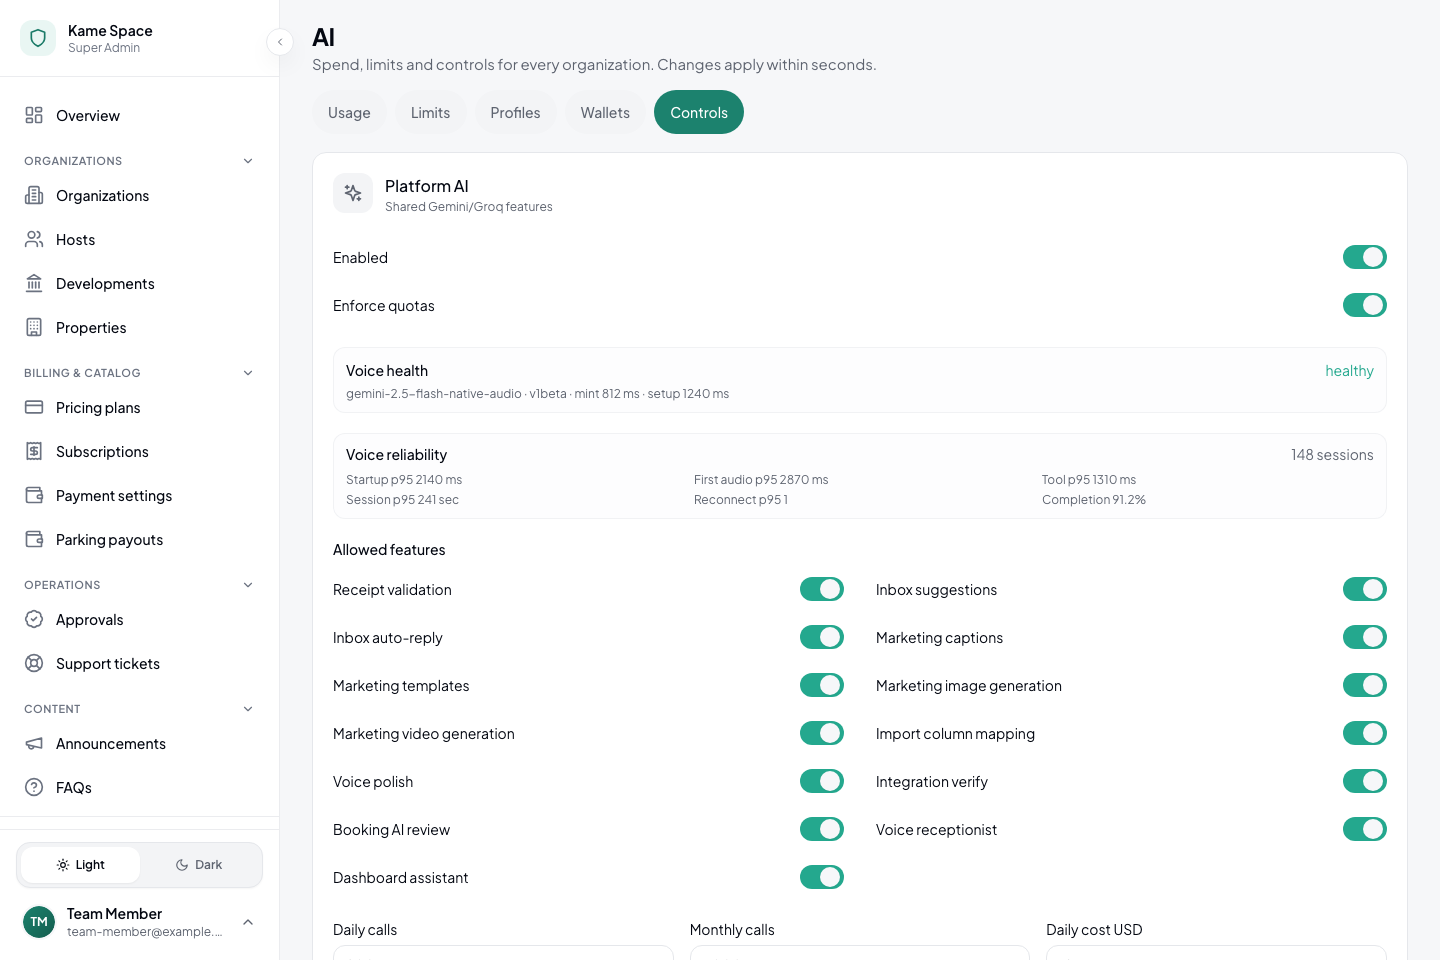 Kame Space
Super Admin
Overview
ORGANIZATIONS
Organizations
Hosts
Developments
Properties
BILLING & CATALOG
Pricing plans
Subscriptions
Payment settings
Parking payouts
OPERATIONS
Approvals
Support tickets
CONTENT
Announcements
FAQs
Light
Dark
TM
Team Member
team-member@example....
AI
Spend, limits and controls for every organization. Changes apply within seconds.
Usage
Limits
Profiles
Wallets
Controls
Platform AI
Shared Gemini/Groq features
Enabled
Enforce quotas
Voice health
healthy
gemini-2.5-flash-native-audio · v1beta · mint 812 ms · setup 1240 ms
Voice reliability
148 sessions
Startup p95 2140 ms
First audio p95 2870 ms
Tool p95 1310 ms
Session p95 241 sec
Reconnect p95 1
Completion 91.2%
Allowed features
Receipt validation
Inbox suggestions
Inbox auto-reply
Marketing captions
Marketing templates
Marketing image generation
Marketing video generation
Import column mapping
Voice polish
Integration verify
Booking AI review
Voice receptionist
Dashboard assistant
Daily calls
Monthly calls
Daily cost USD